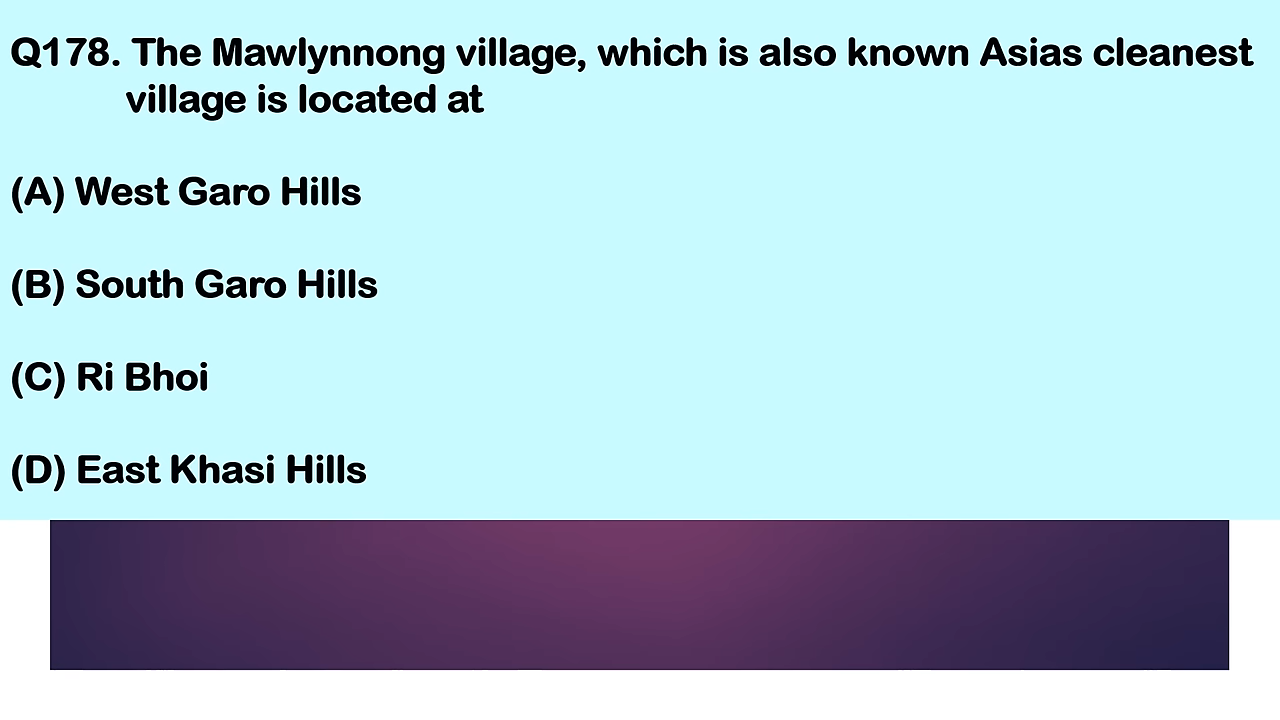 Q178. The Mawlynnong village, which is also known Asias cleanest
village is located at
(A) West Garo Hills
(B) South Garo Hills
(C) Ri Bhoi
(D) East Khasi Hills